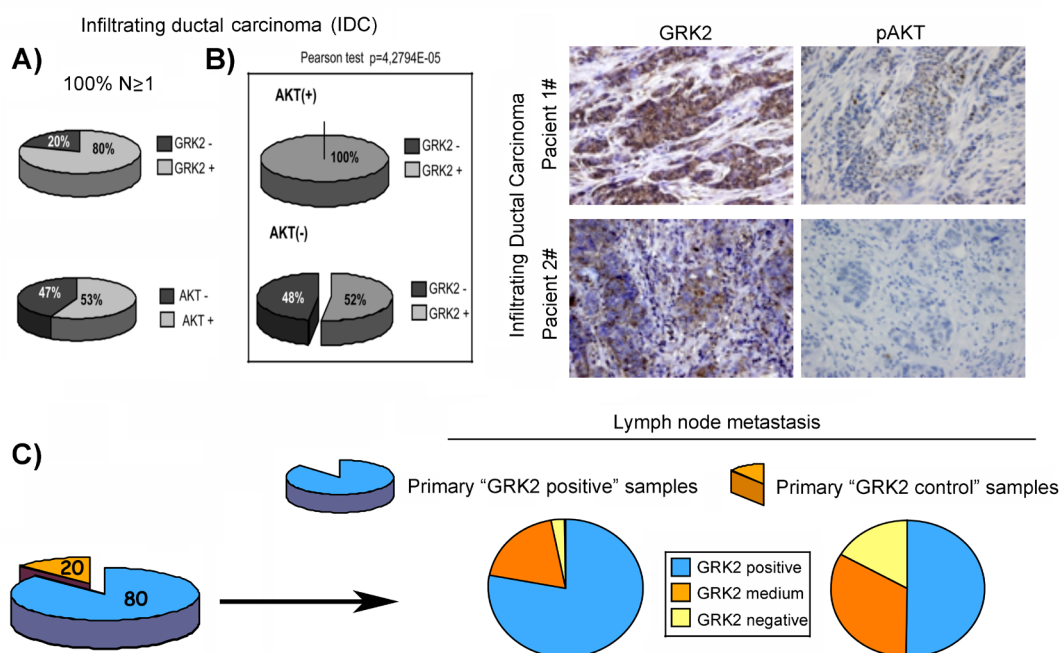 Infiltrating ductal carcinoma (IDC)
A)
100% N≥1
20%
80%
GRK2 -
GRK2 +
47%
53%
AKT -
AKT +
B)
Pearson test p=4,2794E-05
AKT(+)
100%
GRK2 -
GRK2 +
AKT(-)
48%
52%
GRK2 -
GRK2 +
GRK2
pAKT
Infiltrating Ductal Carcinoma
Pacient 1#
Pacient 2#
C)
Lymph node metastasis
Primary “GRK2 positive” samples
Primary “GRK2 control” samples
20
80
GRK2 positive
GRK2 medium
GRK2 negative